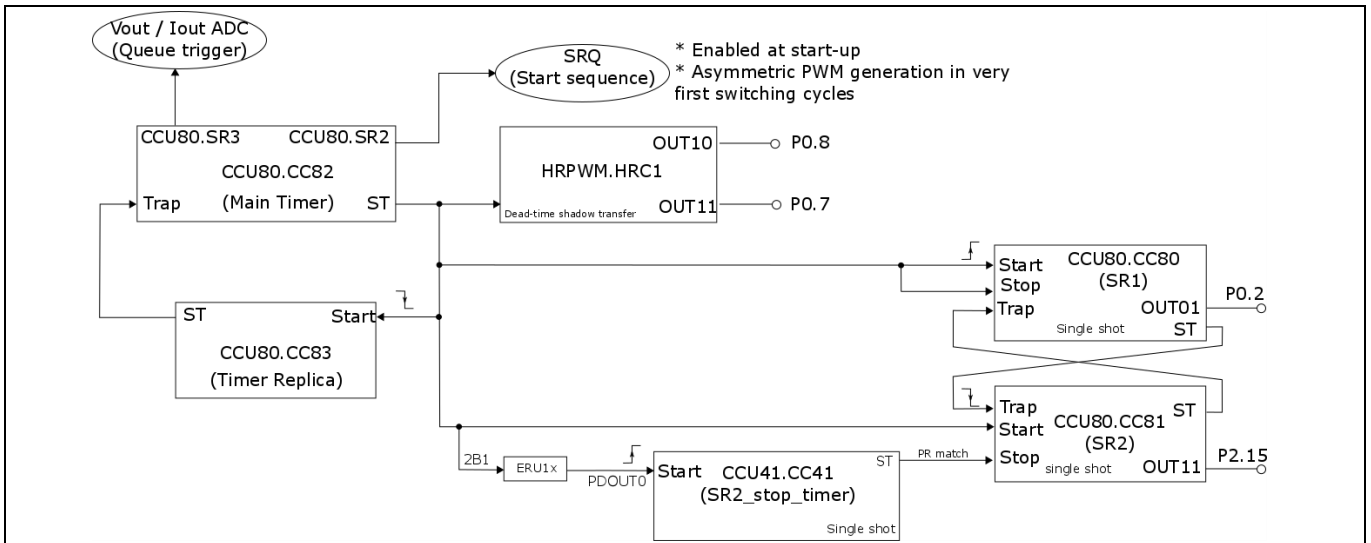 Vout / Iout ADC
(Queue trigger)
SRQ
(Start sequence)
* Enabled at start-up
* Asymmetric PWM generation in very
first switching cycles
CCU80.SR3 CCU80.SR2
CCU80.CC82
(Main Timer)
Trap
ST
OUT10
P0.8
HRPWM.HRC1
Dead-time shadow transfer
OUT11
P0.7
ST
Start
CCU80.CC83
(Timer Replica)
Start
Stop
Trap
CCU80.CC80
(SR1)
OUT01
P0.2
Single shot
ST
Trap
Start
Stop
ST
CCU80.CC81
(SR2)
single shot
OUT11
P2.15
2B1
ERU1x
PDOUT0
Start
ST
CCU41.CC41
(SR2_stop_timer)
Single shot
PR match